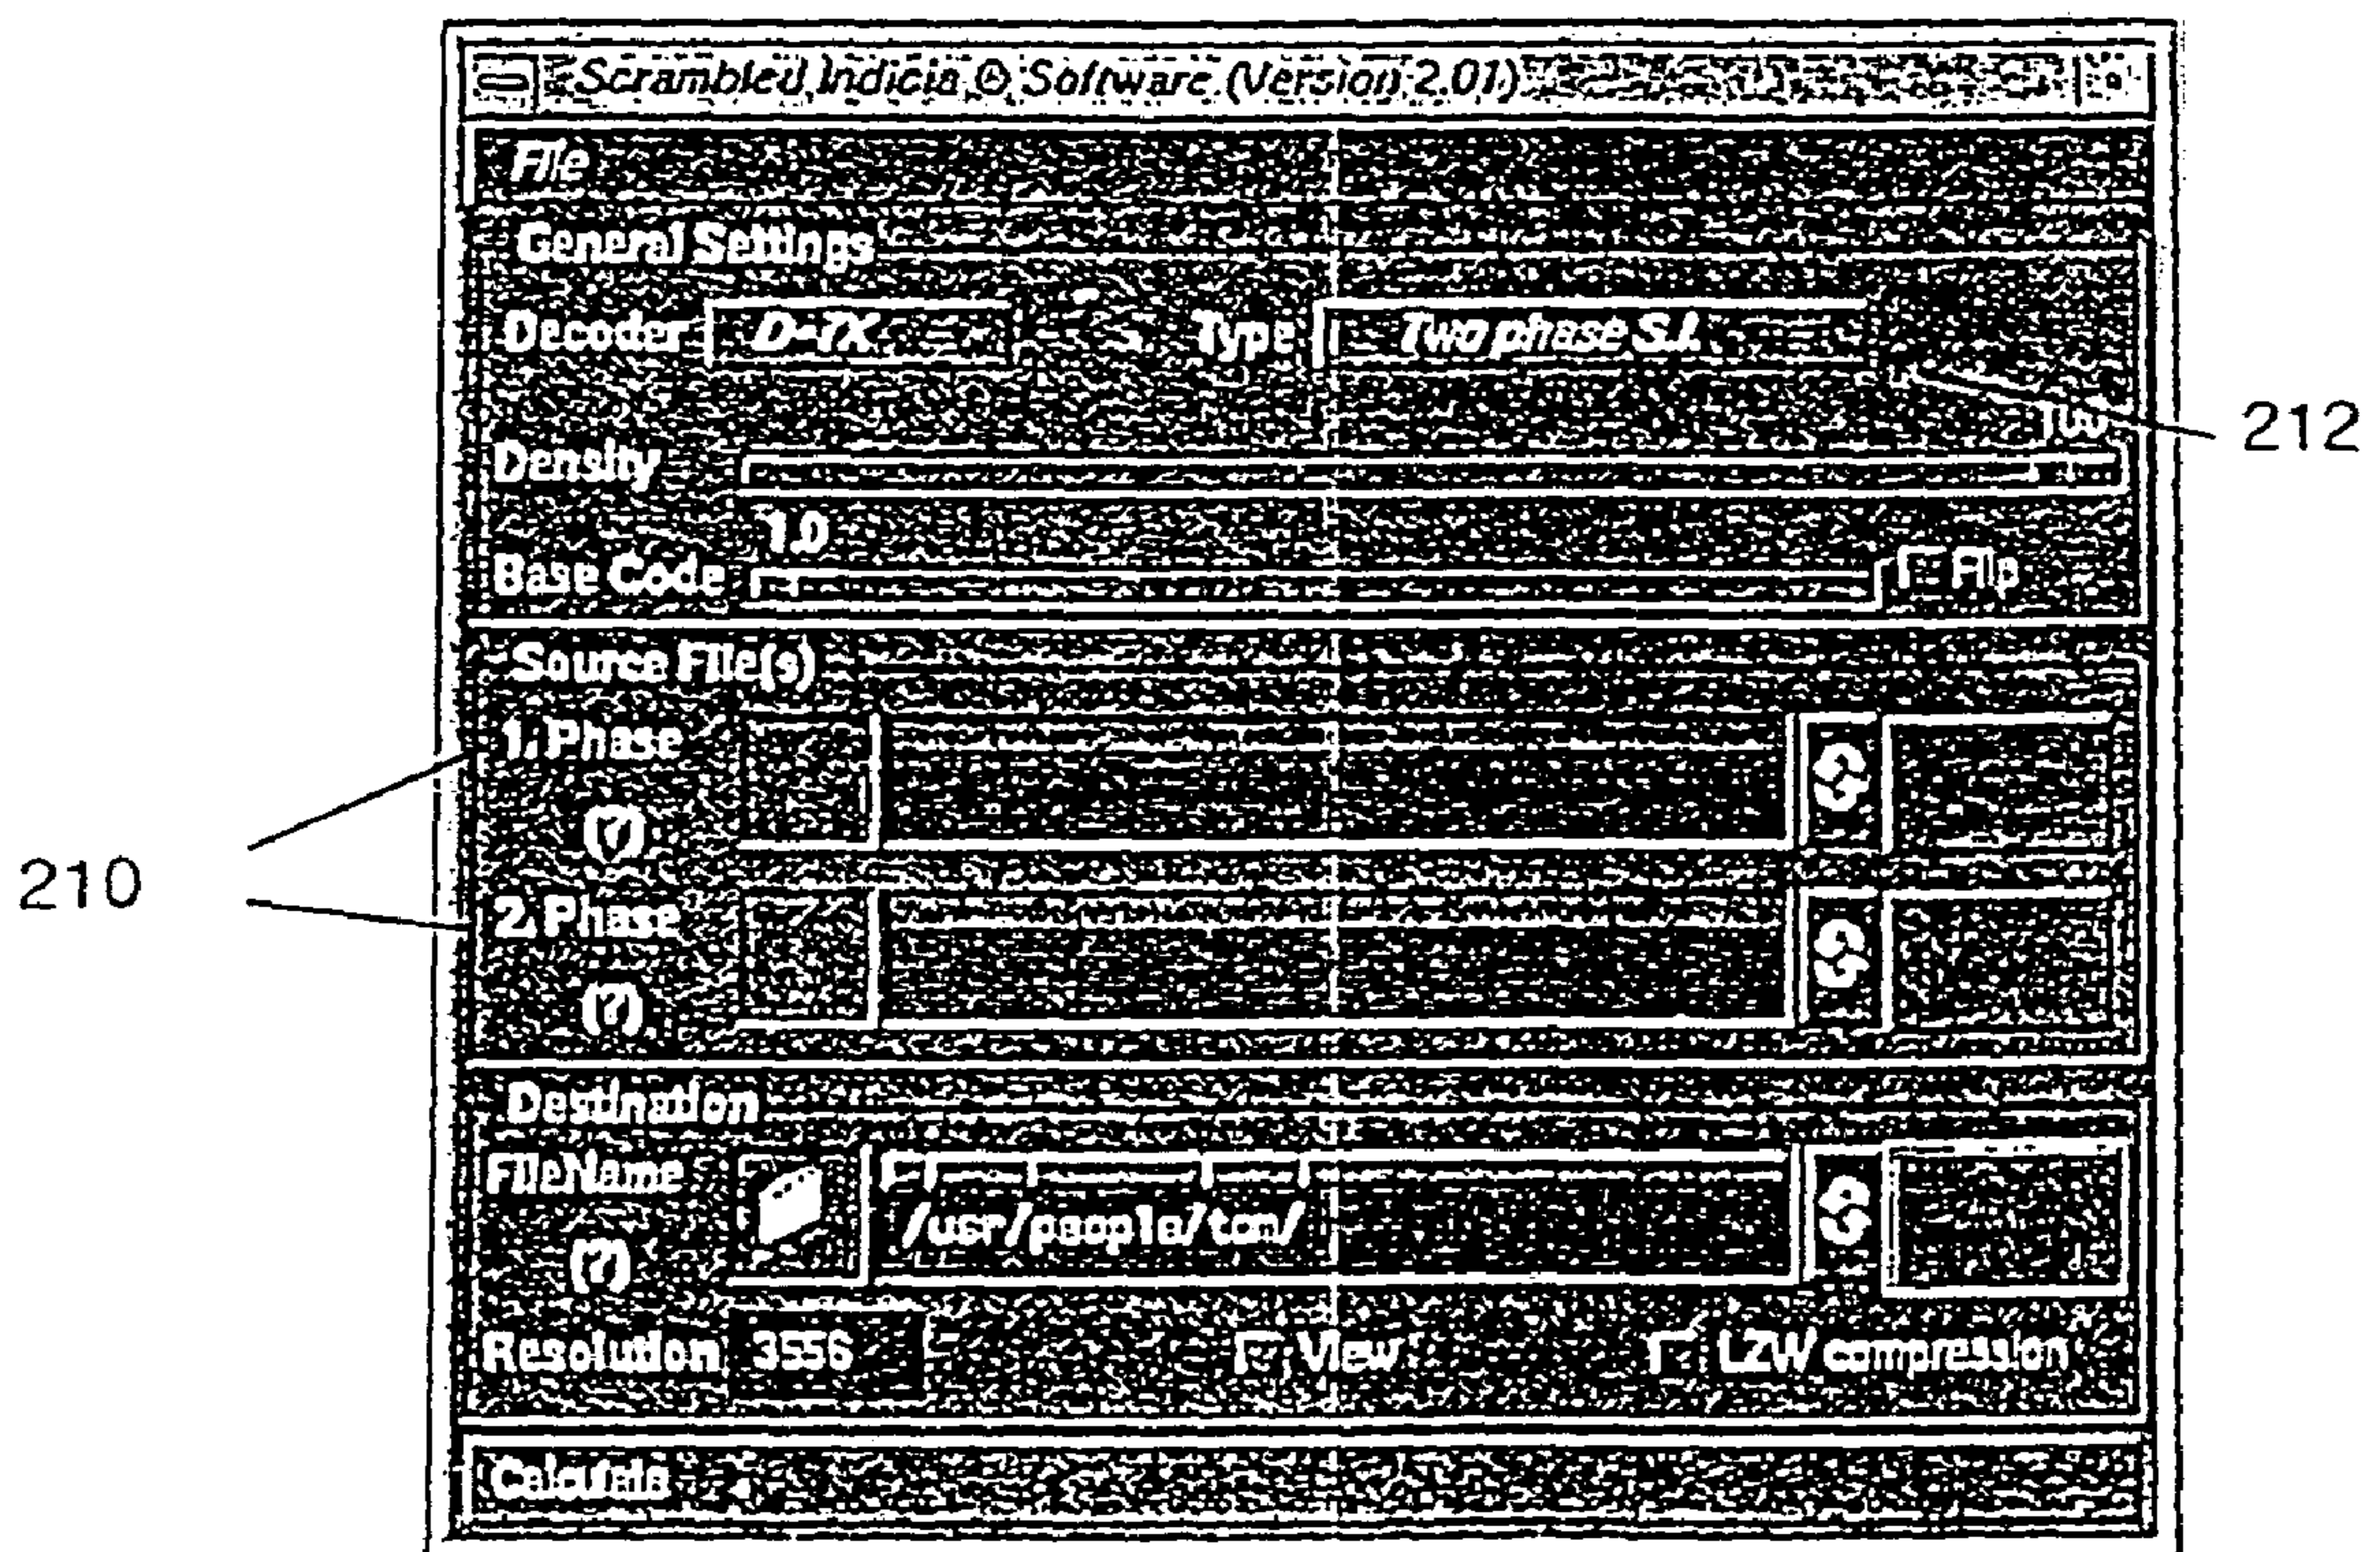 Scrambled Indicia © Software (Version 2.01)
File
General Settings
Decoder D-7X Type Two phase S.I.
100
212
Density
1.0
Base Code Flip
Source File(s)
1. Phase
(?)
210
2. Phase
(?)
Destination
FileName
/usr/people/tcm/
(?)
Resolution 3556 View LZW compression
Calculate